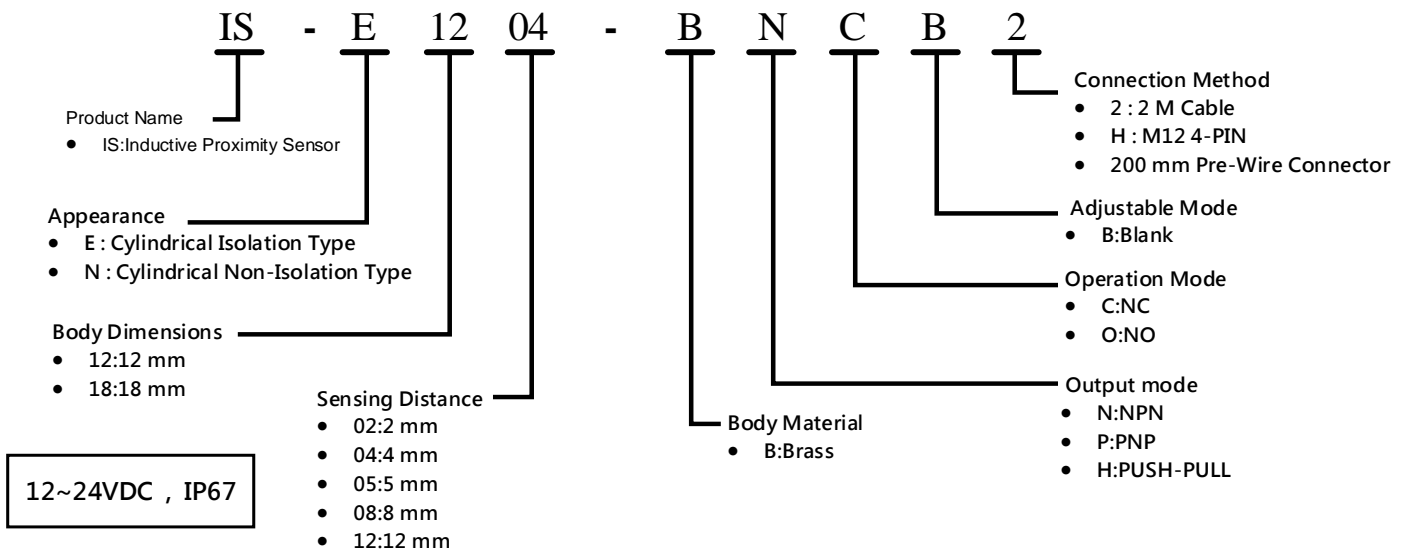 IS - E 12 04 - B N C B 2
Product Name
• IS:Inductive Proximity Sensor
Appearance
• E : Cylindrical Isolation Type
• N : Cylindrical Non-Isolation Type
Body Dimensions
• 12:12 mm
• 18:18 mm
Sensing Distance
• 02:2 mm
• 04:4 mm
• 05:5 mm
• 08:8 mm
• 12:12 mm
12~24VDC , IP67
Body Material
• B:Brass
Connection Method
• 2 : 2 M Cable
• H : M12 4-PIN
• 200 mm Pre-Wire Connector
Adjustable Mode
• B:Blank
Operation Mode
• C:NC
• O:NO
Output mode
• N:NPN
• P:PNP
• H:PUSH-PULL